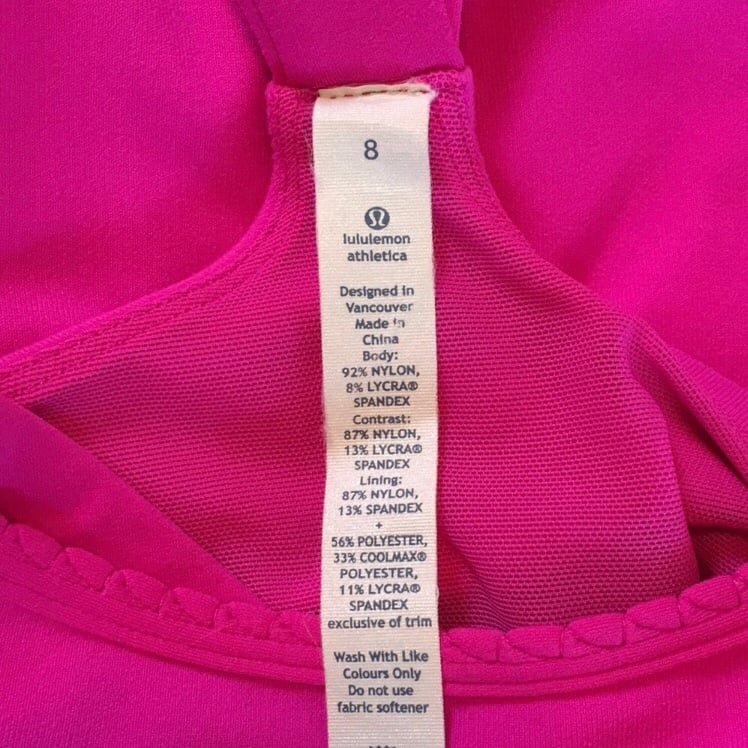 8
lululemon
athletica
Designed in
Vancouver
Made in
China
Body:
92% NYLON,
8% LYCRA®
SPANDEX
Contrast:
87% NYLON,
13% LYCRA®
SPANDEX
Lining:
87% NYLON,
13% SPANDEX
+
56% POLYESTER,
33% COOLMAX®
POLYESTER,
11% LYCRA®
SPANDEX
exclusive of trim
Wash With Like
Colours Only
Do not use
fabric softener